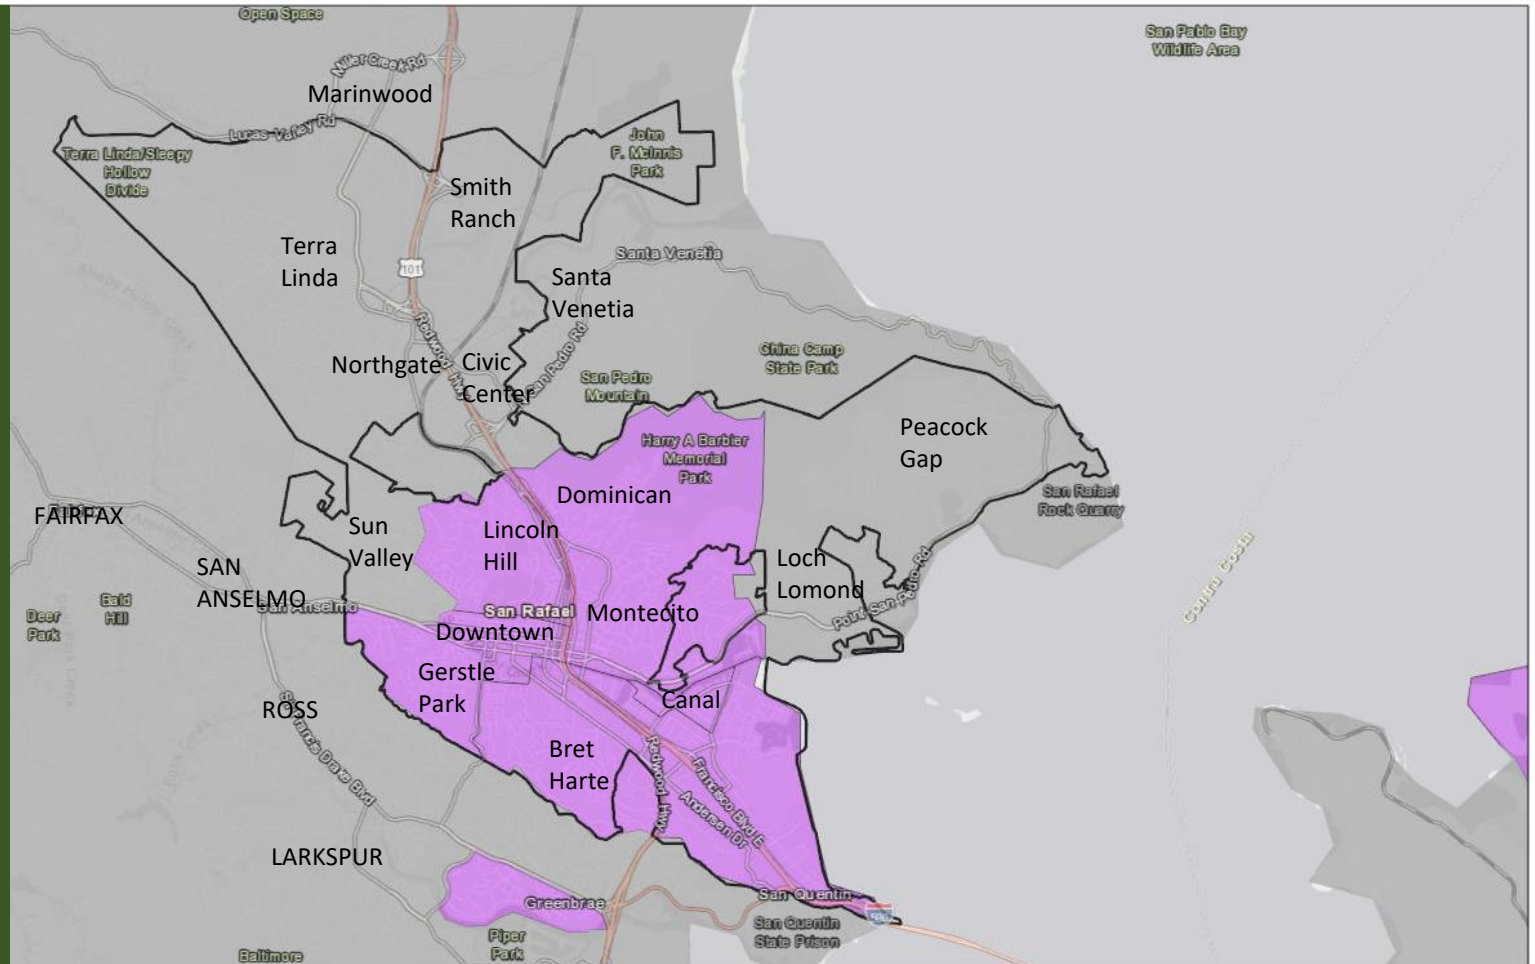 Open Space
San Pablo Bay
Wildlife Area
Miller Creek Rd
Marinwood
Lucas Valley Rd
John
F. McInnis
Park
Terra Linda/Sleepy
Hollow
Divide
Smith
Ranch
Terra
Linda
101
Santa Venetia
Santa
Venetia
Redwood Hwy
San Pedro Rd
Northgate
Civic
Center
San Pedro
Mountain
China Camp
State Park
Peacock
Gap
Harry A Barbier
Memorial
Park
San Rafael
Rock Quarry
Dominican
FAIRFAX
Sun
Valley
Lincoln
Hill
SAN
ANSELMO
San Anselmo
Loch
Lomond
Point San Pedro Rd
Contra Costa
Deer
Park
Bald
Hill
San Rafael
Montecito
Downtown
Gerstle
Park
Canal
ROSS
Sir Francis Drake Blvd
Bret
Harte
Redwood Hwy
Francisco Blvd E
Andersen Dr
LARKSPUR
Greenbrae
San Quentin
580
San Quentin
State Prison
Piper
Park
Baltimore